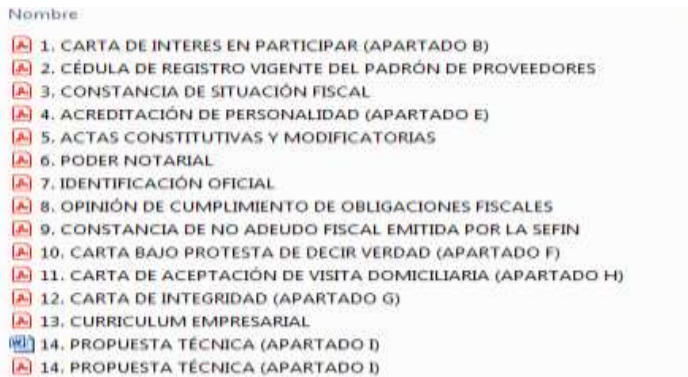 Nombre
1. CARTA DE INTERES EN PARTICIPAR (APARTADO B)
2. CÉDULA DE REGISTRO VIGENTE DEL PADRÓN DE PROVEEDORES
3. CONSTANCIA DE SITUACIÓN FISCAL
4. ACREDITACIÓN DE PERSONALIDAD (APARTADO E)
5. ACTAS CONSTITUTIVAS Y MODIFICATORIAS
6. PODER NOTARIAL
7. IDENTIFICACIÓN OFICIAL
8. OPINIÓN DE CUMPLIMIENTO DE OBLIGACIONES FISCALES
9. CONSTANCIA DE NO ADEUDO FISCAL EMITIDA POR LA SEFIN
10. CARTA BAJO PROTESTA DE DECIR VERDAD (APARTADO F)
11. CARTA DE ACEPTACIÓN DE VISITA DOMICILIARIA (APARTADO H)
12. CARTA DE INTEGRIDAD (APARTADO G)
13. CURRICULUM EMPRESARIAL
14. PROPUESTA TÉCNICA (APARTADO I)
14. PROPUESTA TÉCNICA (APARTADO I)